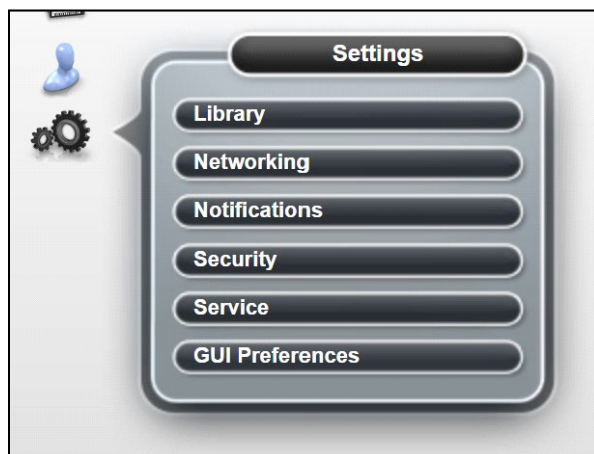 Settings
Library
Networking
Notifications
Security
Service
GUI Preferences